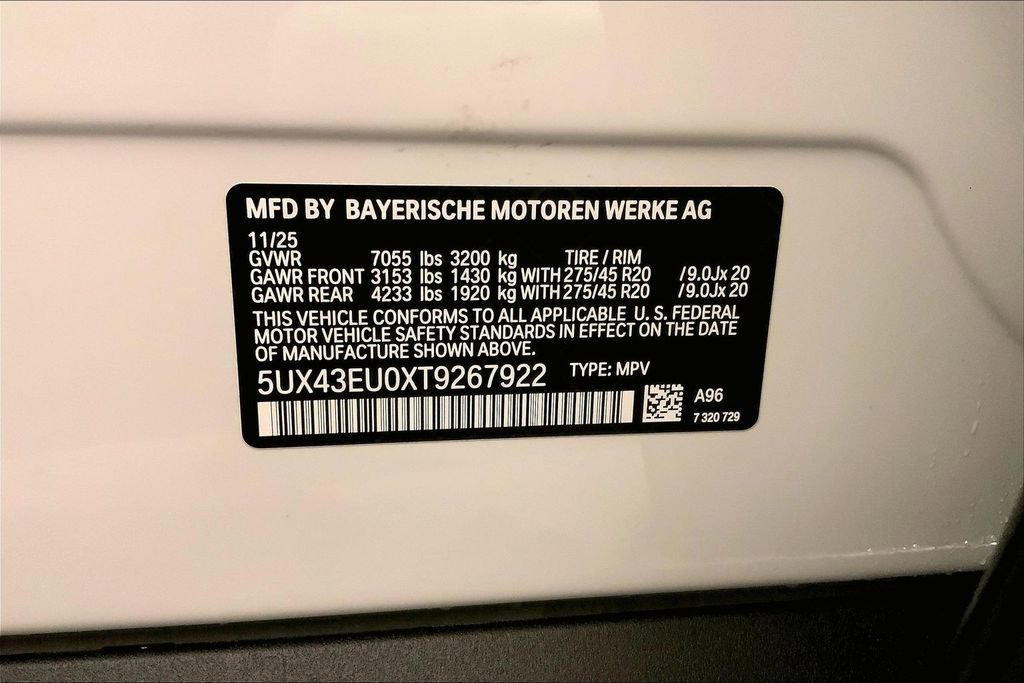 MFD BY BAYERISCHE MOTOREN WERKE AG
11/25
GVWR 7055 lbs 3200 kg TIRE / RIM
GAWR FRONT 3153 lbs 1430 kg WITH 275/45 R20 /9.0Jx 20
GAWR REAR 4233 lbs 1920 kg WITH 275/45 R20 /9.0Jx 20
THIS VEHICLE CONFORMS TO ALL APPLICABLE U. S. FEDERAL
MOTOR VEHICLE SAFETY STANDARDS IN EFFECT ON THE DATE
OF MANUFACTURE SHOWN ABOVE.
5UX43EU0XT9267922 TYPE: MPV
A96
7 320 729